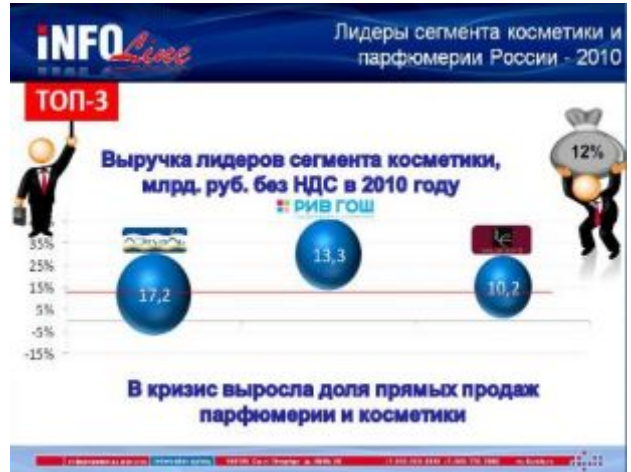 iNFOLine
Лидеры сегмента косметики и
парфюмерии России - 2010
ТОП-3
12%
Выручка лидеров сегмента косметики,
млрд. руб. без НДС в 2010 году
РИВ ГОШ
35%
25%
15%
5%
-5%
-15%
17,2
13,3
10,2
В кризис выросла доля прямых продаж
парфюмерии и косметики